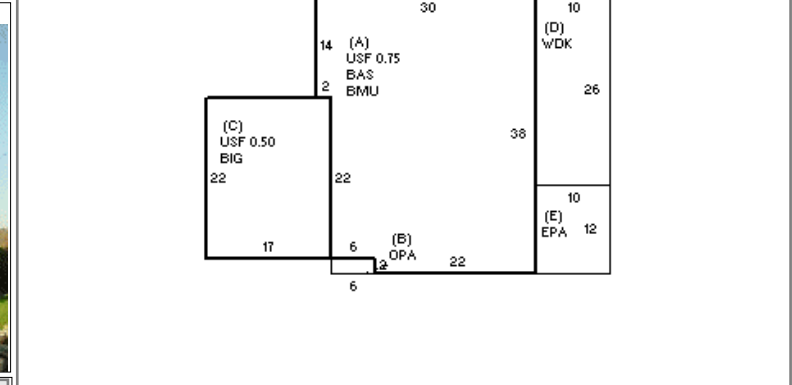 30
10
(D)
WDK
14
(A)
USF 0.75
BAS
BMU
2
26
(C)
USF 0.50
BIG
38
22
22
10
(E)
EPA
12
17
6
(B)
OPA
2
22
6